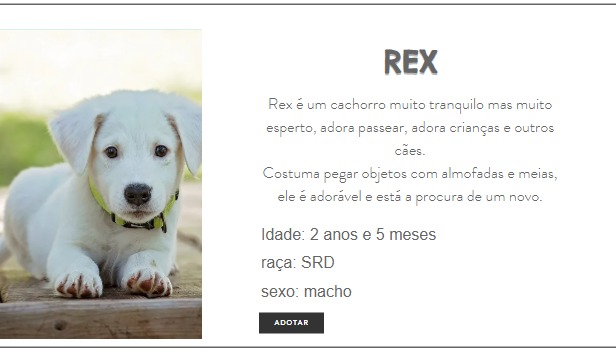 REX
Rex é um cachorro muito tranquilo mas muito
esperto, adora passear, adora crianças e outros
cães.
Costuma pegar objetos com almofadas e meias,
ele é adorável e está a procura de um novo.
Idade: 2 anos e 5 meses
raça: SRD
sexo: macho
ADOTAR